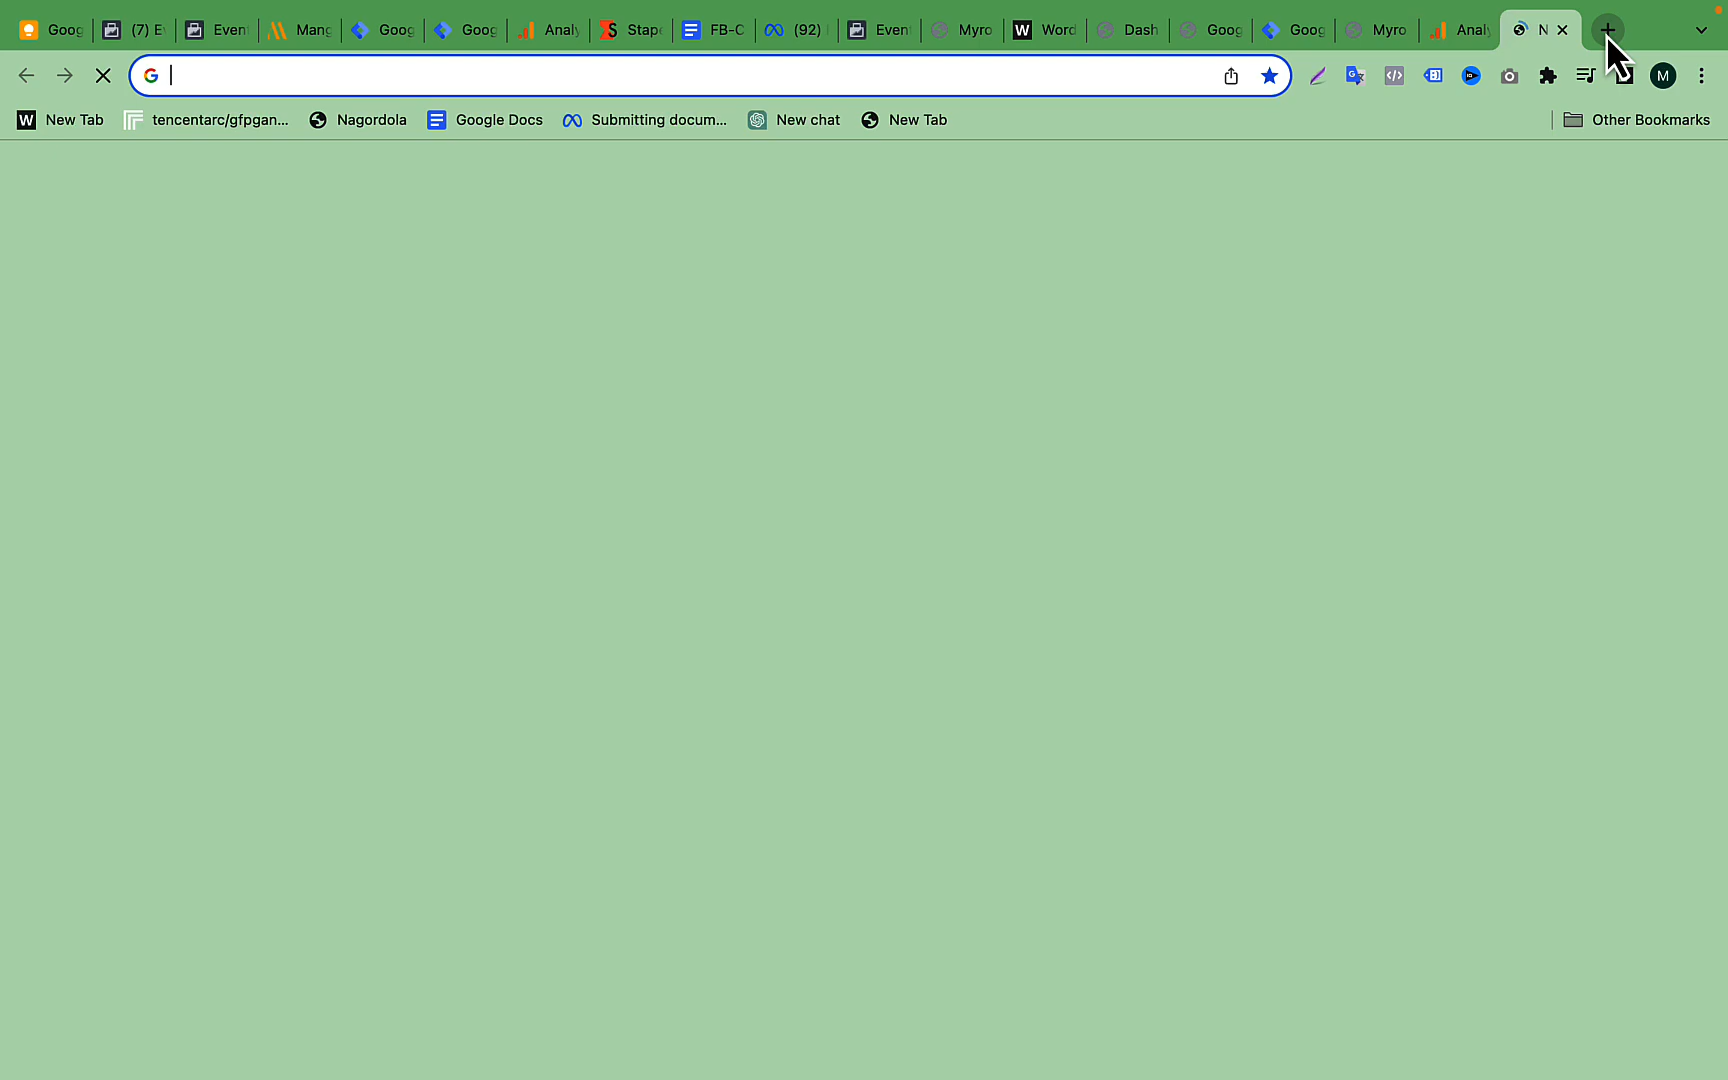 Goog (7) E Even Mang Goog Goog Analy Stape FB-C (92) Even Myro Word Dash Goog Goog Myro Analy N
New Tab tencentarc/gfpgan... Nagordola Google Docs Submitting docum... New chat New Tab Other Bookmarks
M